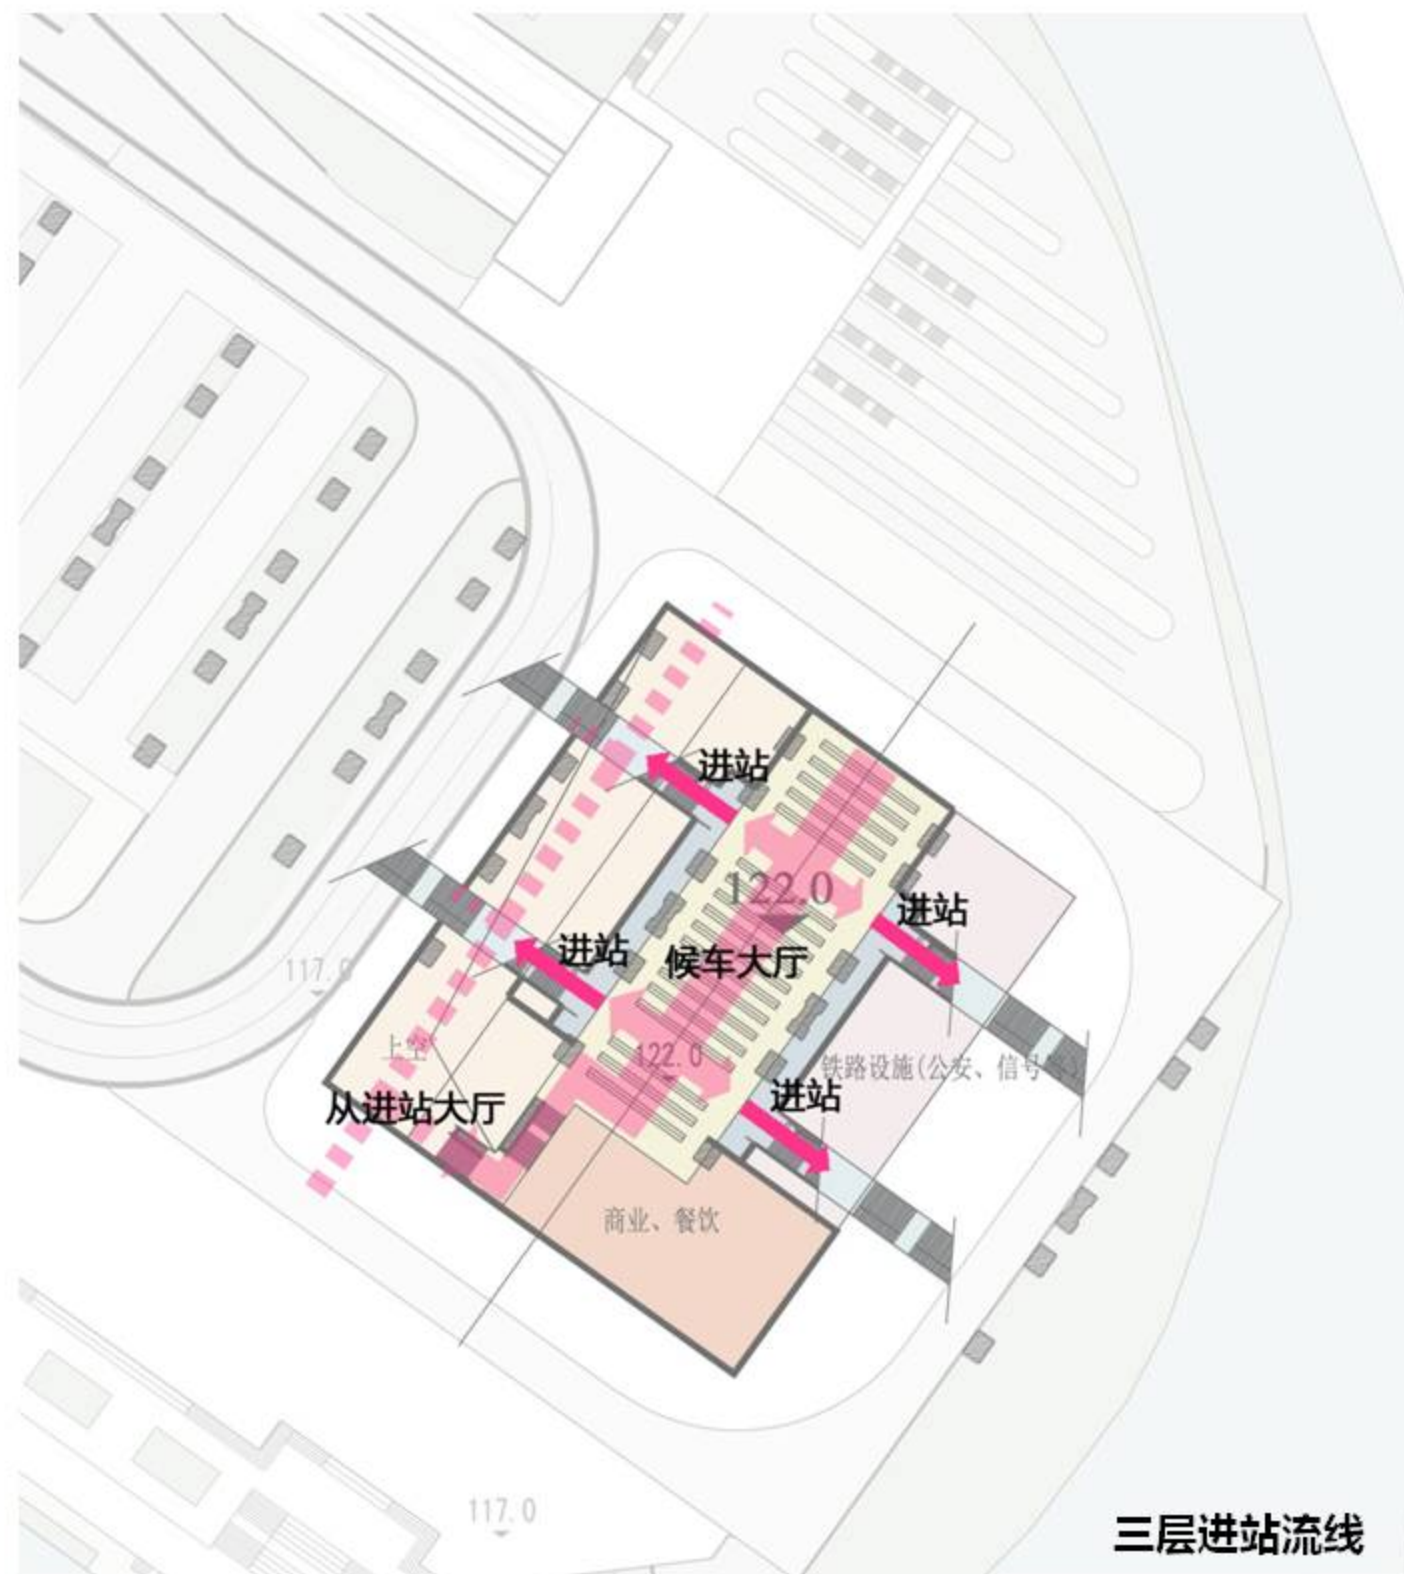 进站
122.0
进站
进站
候车大厅
117.0
上空
122.0
铁路设施(公安、信号等)
进站
从进站大厅
商业、餐饮
117.0
三层进站流线